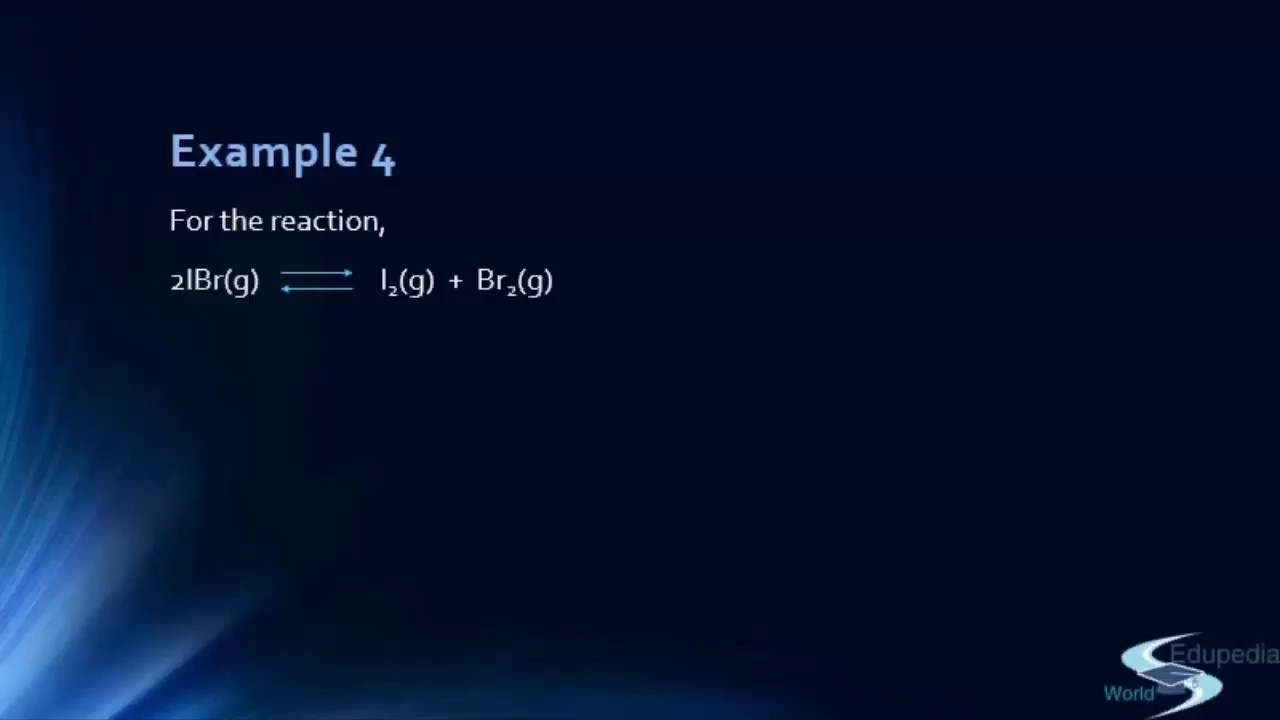 Example 4
For the reaction,
2IBr(g) ⇌ I₂(g) + Br₂(g)
Edupedia
World